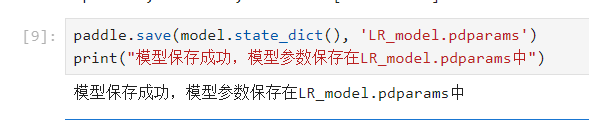 [9]:
paddle.save(model.state_dict(), 'LR_model.pdparams')
print("模型保存成功，模型参数保存在LR_model.pdparams中")
模型保存成功，模型参数保存在LR_model.pdparams中